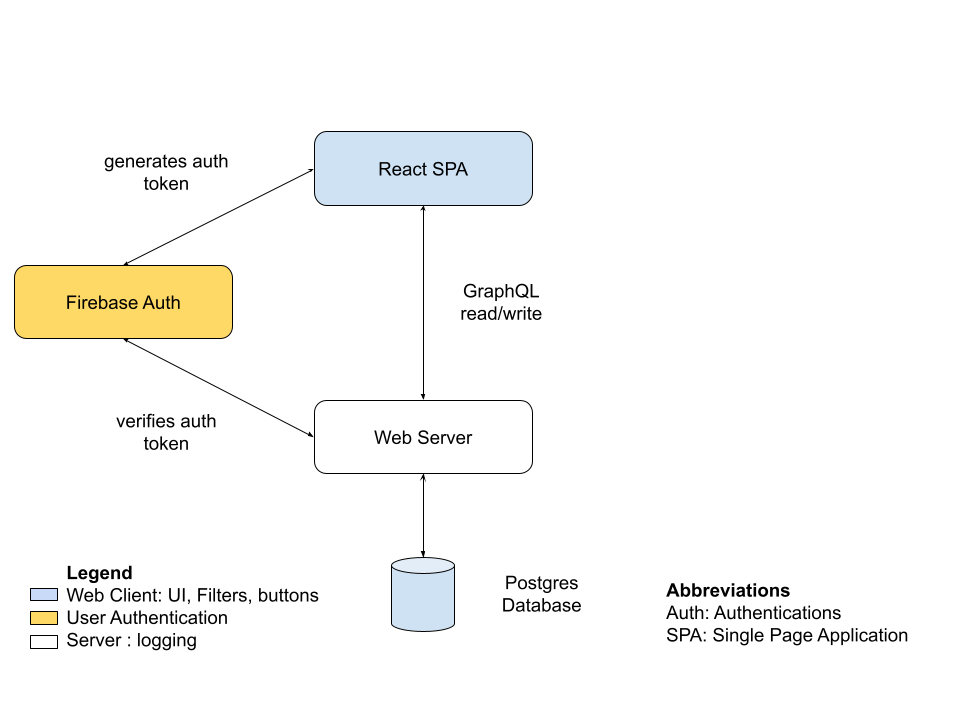 React SPA
generates auth
token
Firebase Auth
GraphQL
read/write
verifies auth
token
Web Server
Postgres
Database
Legend
Web Client: UI, Filters, buttons
User Authentication
Server : logging
Abbreviations
Auth: Authentications
SPA: Single Page Application